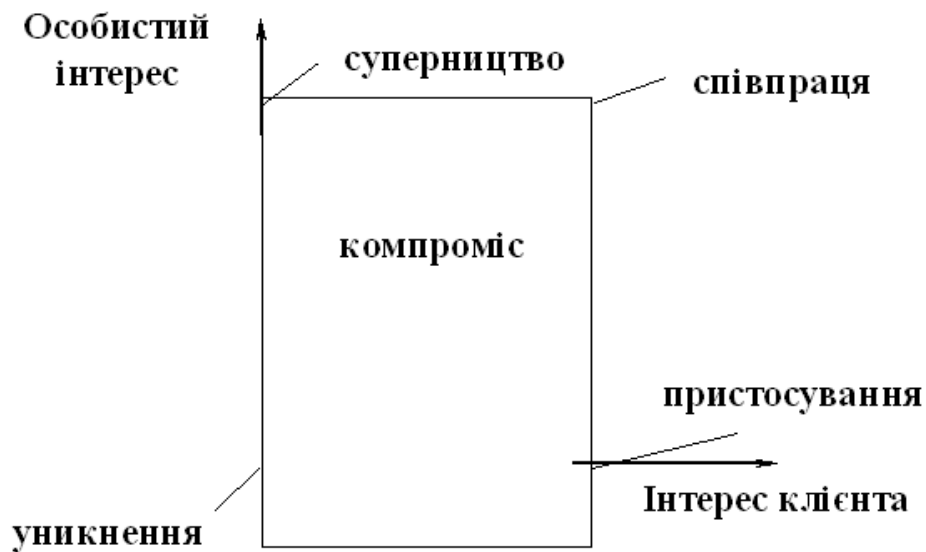 Особистий
інтерес
суперництво
співпраця
компроміс
пристосування
Інтерес клієнта
уникнення